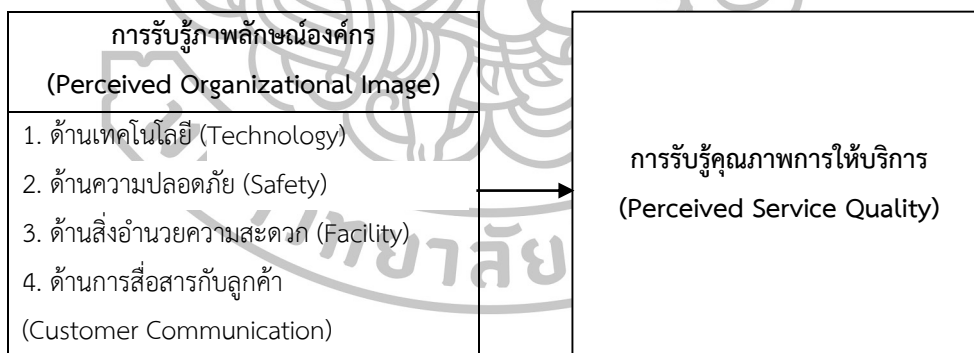 การรับรู้ภาพลักษณ์องค์กร
(Perceived Organizational Image)
1. ด้านเทคโนโลยี (Technology)
2. ด้านความปลอดภัย (Safety)
3. ด้านสิ่งอำนวยความสะดวก (Facility)
4. ด้านการสื่อสารกับลูกค้า
(Customer Communication)
การรับรู้คุณภาพการให้บริการ
(Perceived Service Quality)